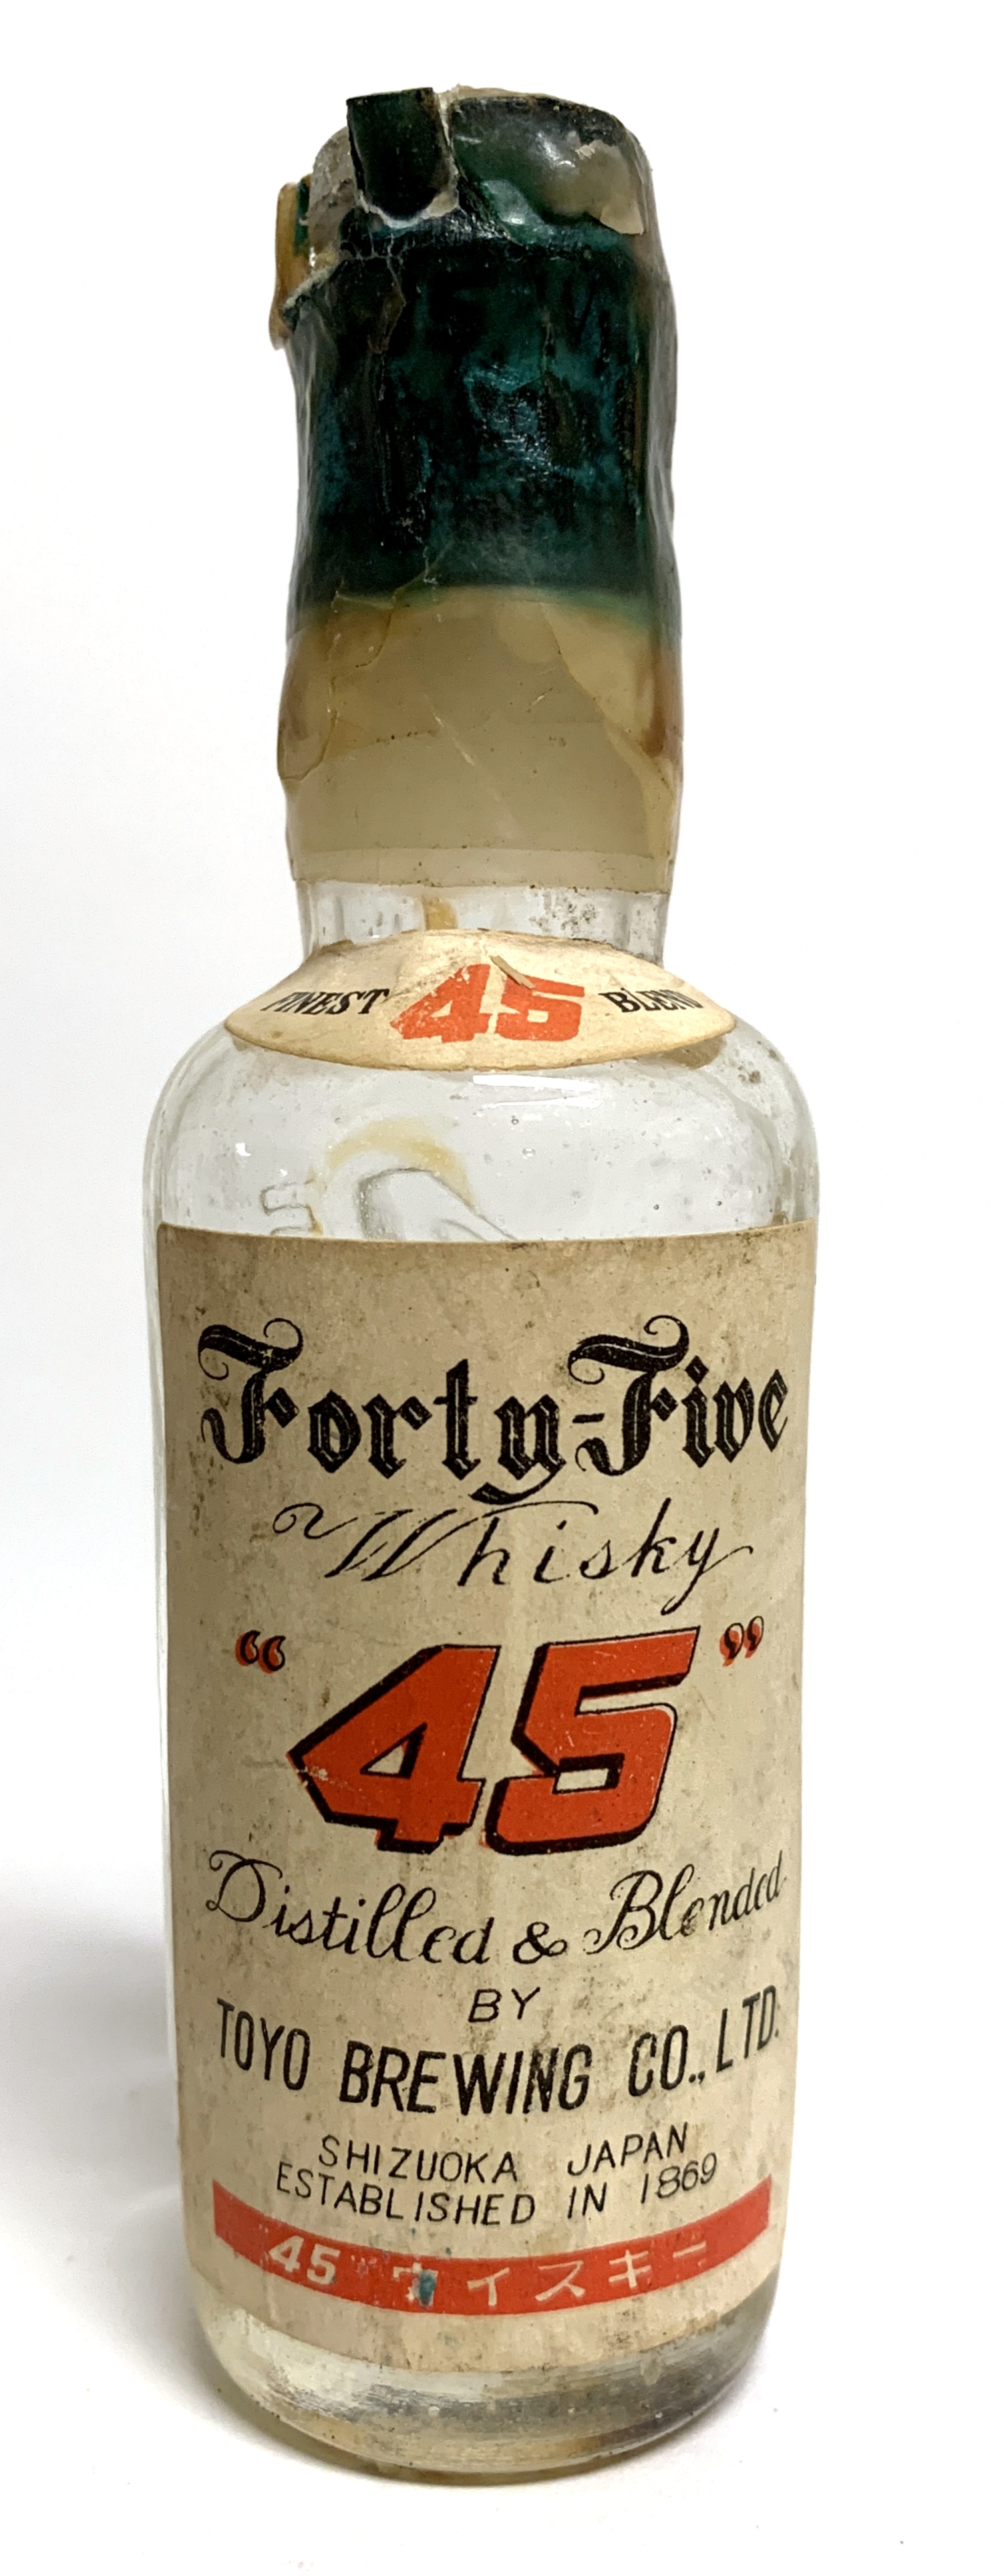 FINEST 45 BLEND
Forty-Five
Whisky
“45”
Distilled & Blended
BY
TOYO BREWING CO., LTD.
SHIZUOKA JAPAN
ESTABLISHED IN 1869
"45" ウイスキー